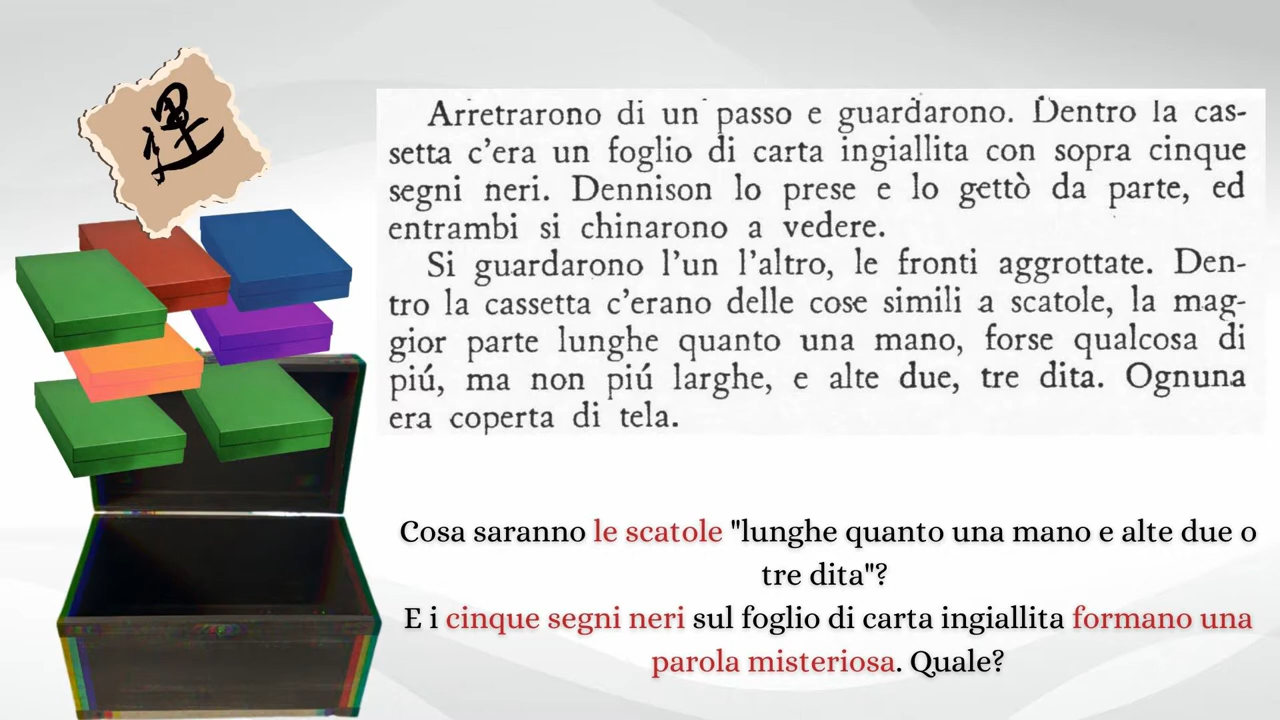 運
Arretrarono di un passo e guardarono. Dentro la cas-
setta c'era un foglio di carta ingiallita con sopra cinque
segni neri. Dennison lo prese e lo gettò da parte, ed
entrambi si chinarono a vedere.
Si guardarono l'un l'altro, le fronti aggrottate. Den-
tro la cassetta c'erano delle cose simili a scatole, la mag-
gior parte lunghe quanto una mano, forse qualcosa di
piú, ma non piú larghe, e alte due, tre dita. Ognuna
era coperta di tela.
Cosa saranno le scatole "lunghe quanto una mano e alte due o
tre dita"?
E i cinque segni neri sul foglio di carta ingiallita formano una
parola misteriosa. Quale?